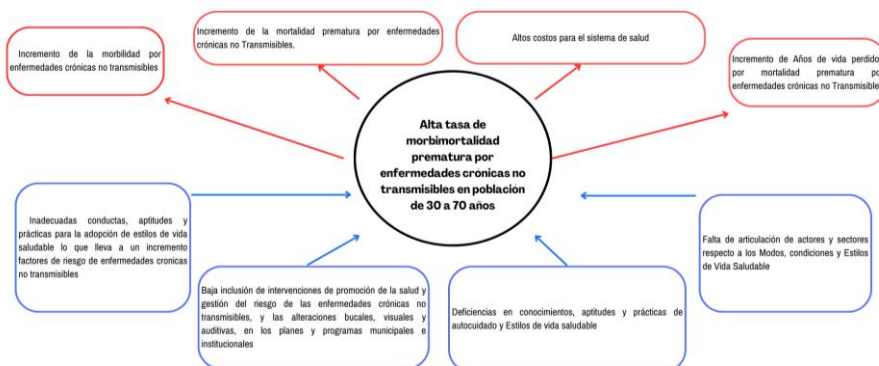 Incremento de la morbilidad por
enfermedades crónicas no transmisibles
Incremento de la mortalidad prematura por enfermedades
crónicas no Transmisibles.
Altos costos para el sistema de salud
Incremento de Años de vida perdido
por mortalidad prematura po
enfermedades crónicas no Transmisible
Alta tasa de
morbimortalidad
prematura por
enfermedades crónicas no
transmisibles en población
de 30 a 70 años
Inadecuadas conductas, aptitudes y
prácticas para la adopción de estilos de vida
saludable lo que lleva a un incremento
factores de riesgo de enfermedades cronicas
no transmisibles
Baja inclusión de intervenciones de promoción de la salud y
gestión del riesgo de las enfermedades crónicas no
transmisibles, y las alteraciones bucales, visuales y
auditivas, en los planes y programas municipales e
institucionales
Deficiencias en conocimientos, aptitudes y prácticas de
autocuidado y Estilos de vida saludable
Falta de articulación de actores y sectores
respecto a los Modos, condiciones y Estilos
de Vida Saludable